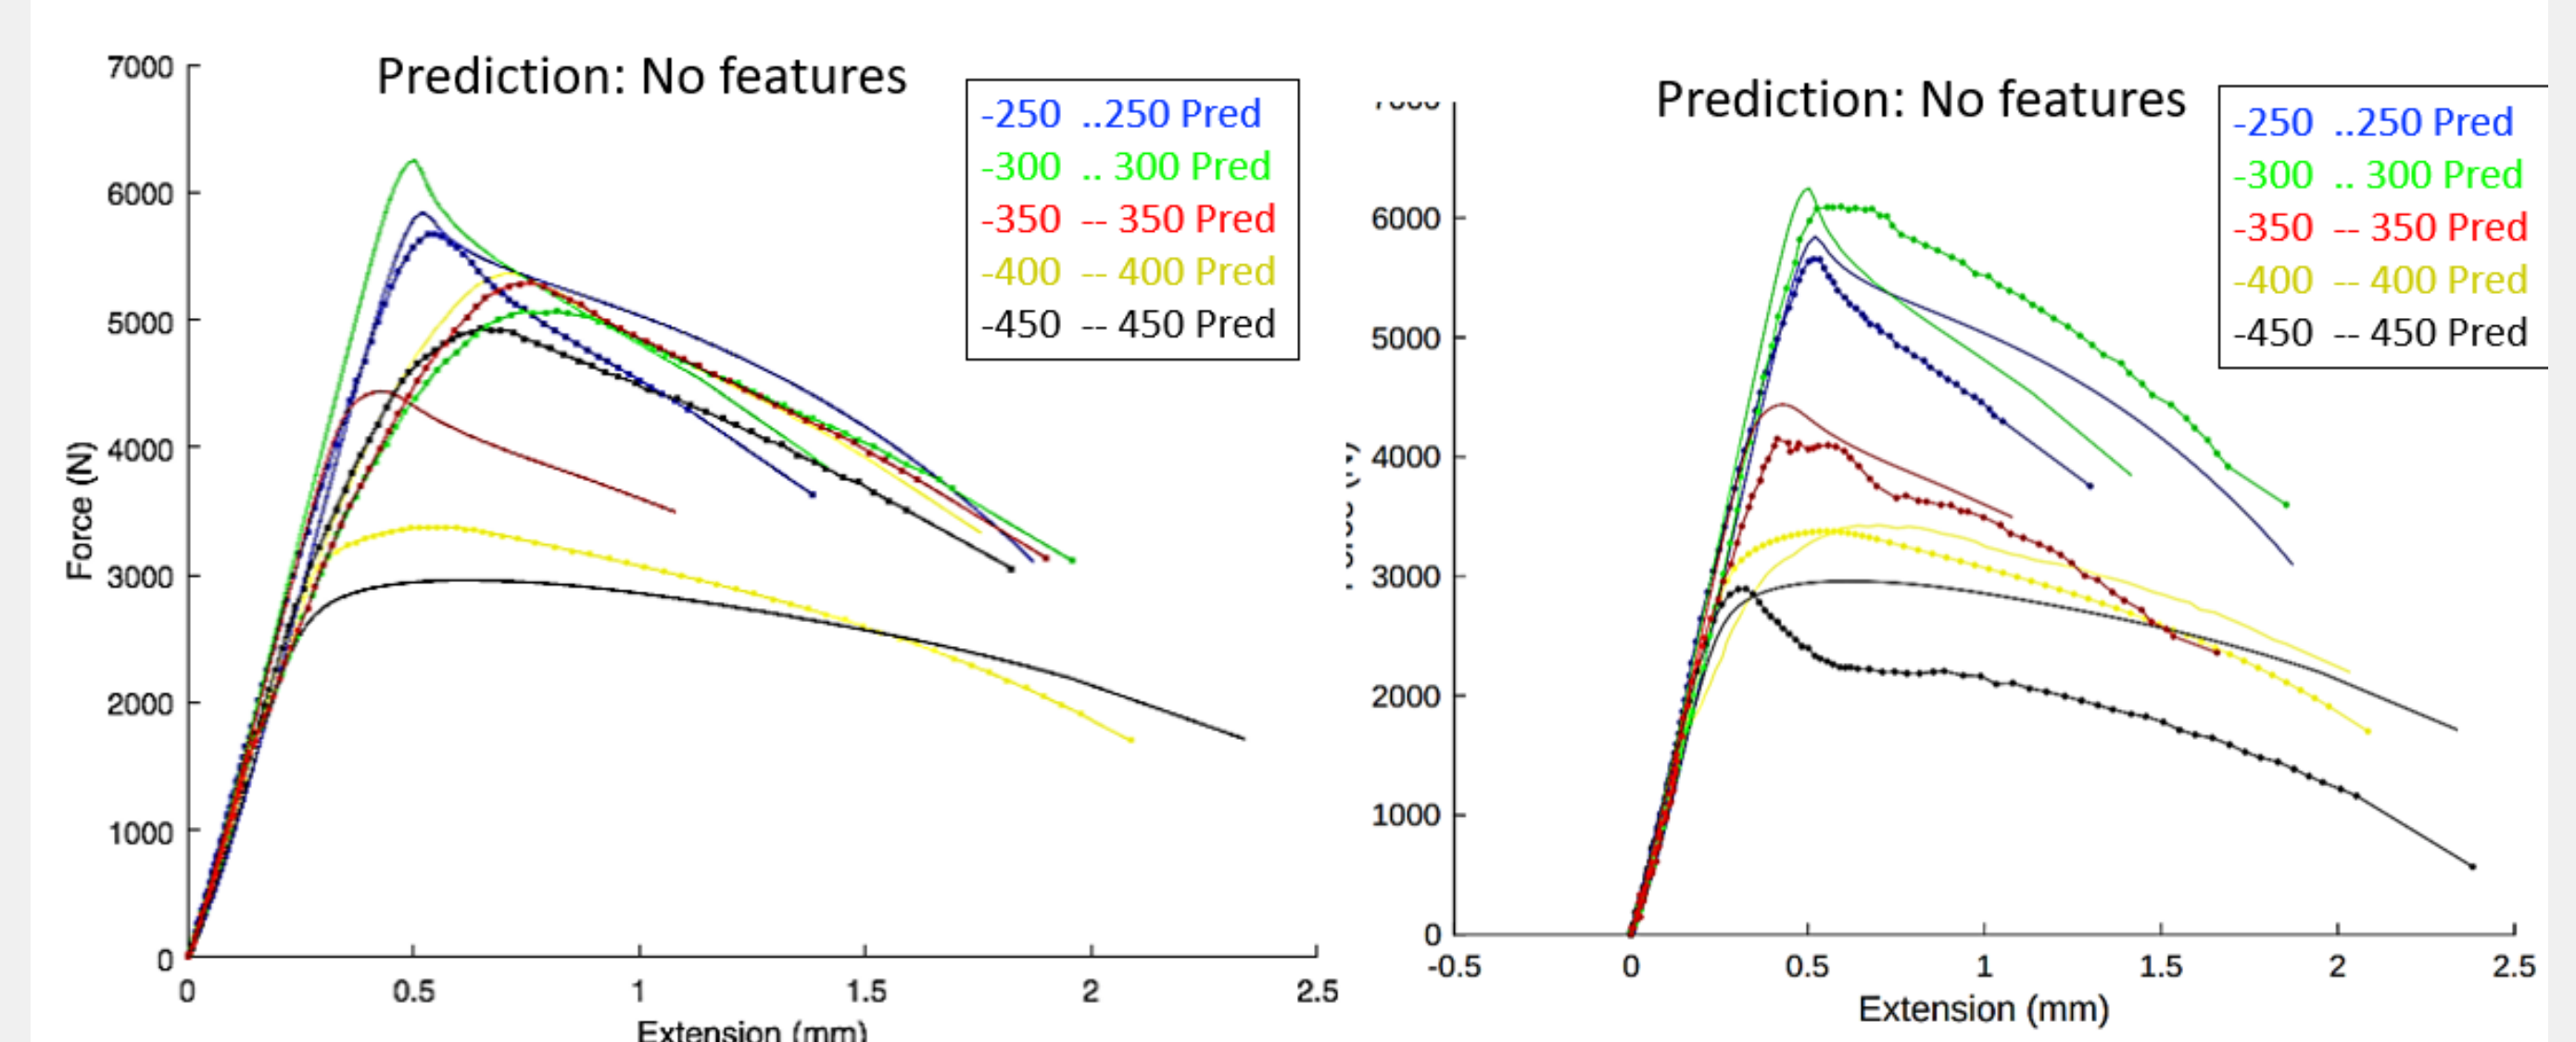 Prediction: No features
-250 ..250 Pred
-300 .. 300 Pred
-350 -- 350 Pred
-400 -- 400 Pred
-450 -- 450 Pred
7000
6000
5000
4000
3000
2000
1000
0
Force (N)
0 0.5 1 1.5 2 2.5
Extension (mm)
Prediction: No features
-250 ..250 Pred
-300 .. 300 Pred
-350 -- 350 Pred
-400 -- 400 Pred
-450 -- 450 Pred
6000
5000
4000
3000
2000
1000
0
-0.5 0 0.5 1 1.5 2 2.5
Extension (mm)